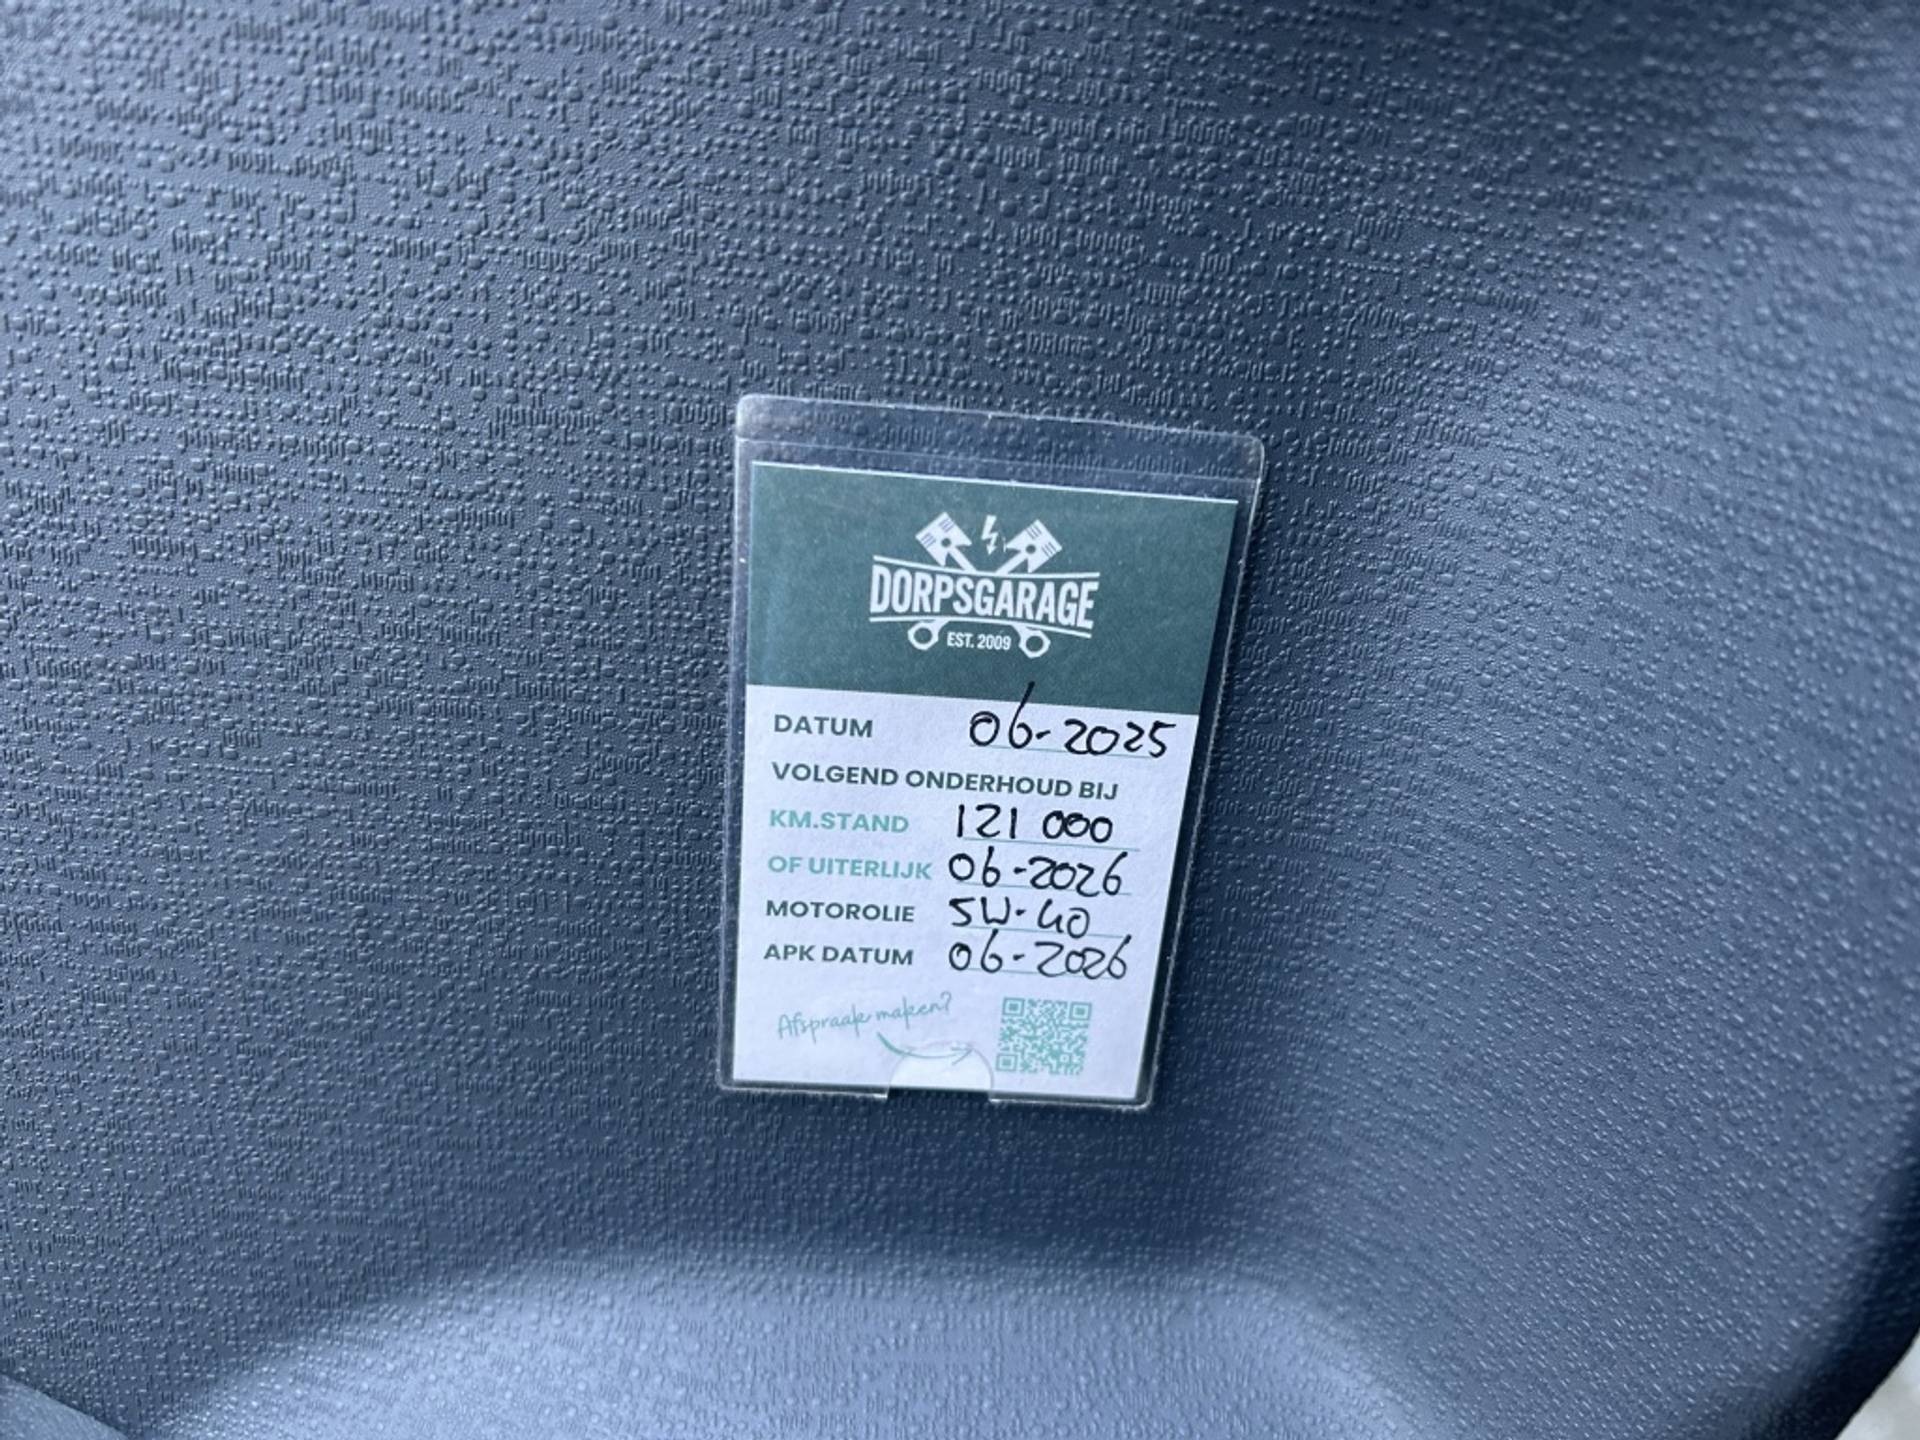 DORPSGARAGE
EST. 2009
DATUM 06-2025
VOLGEND ONDERHOUD BIJ
KM.STAND 121 000
OF UITERLIJK 06-2026
MOTOROLIE 5W-40
APK DATUM 06-2026
Afspraak maken?